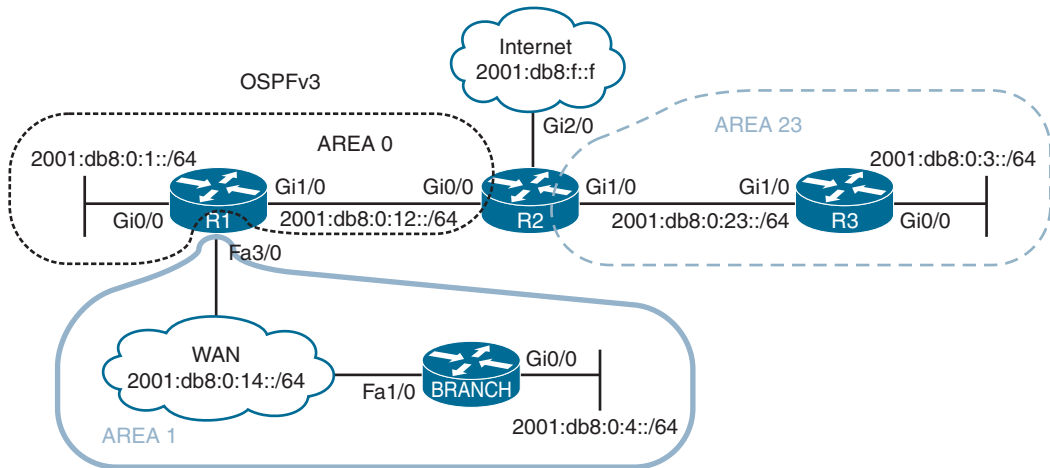 Internet
2001:db8:f::f
OSPFv3
Gi2/0
AREA 0
AREA 23
2001:db8:0:1::/64
2001:db8:0:3::/64
Gi1/0
Gi0/0
Gi1/0
Gi1/0
Gi0/0
R1
2001:db8:0:12::/64
R2
2001:db8:0:23::/64
R3
Gi0/0
Fa3/0
WAN
2001:db8:0:14::/64
Gi0/0
Fa1/0
BRANCH
2001:db8:0:4::/64
AREA 1